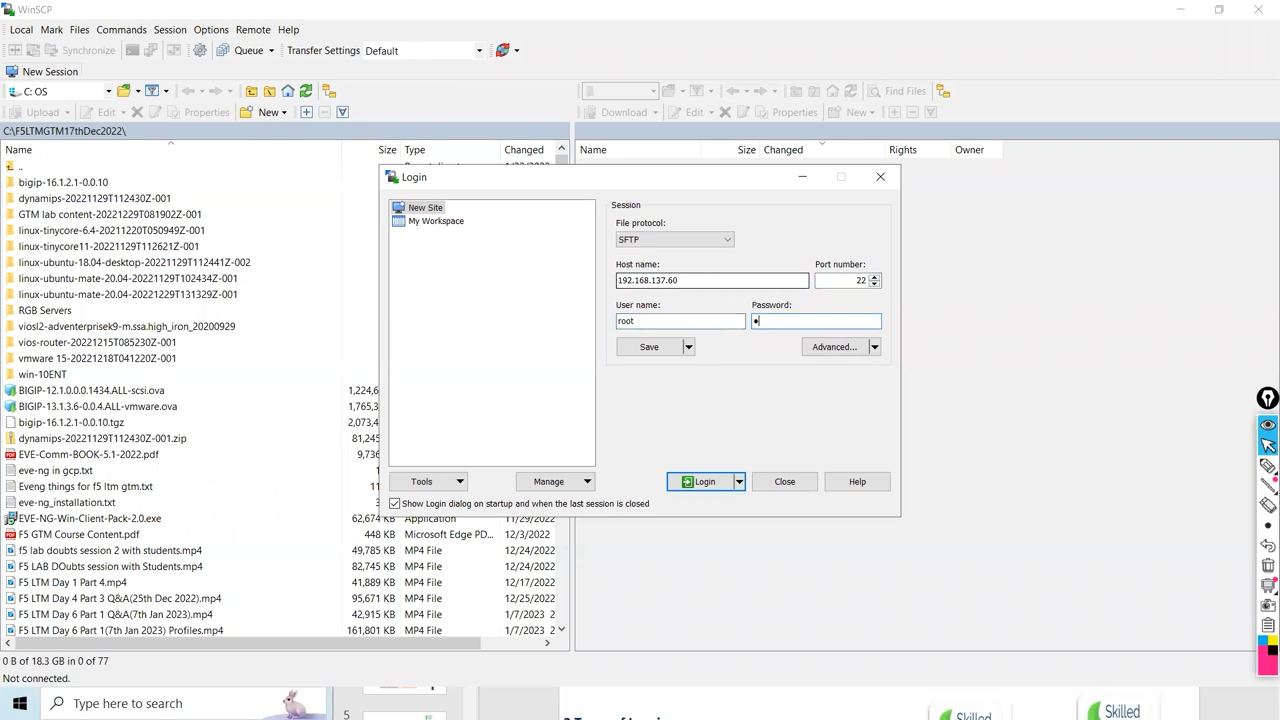 WinSCP
Local Mark Files Commands Session Options Remote Help
Synchronize Queue Transfer Settings Default
New Session
C: OS Find Files
Upload Edit Properties New Download Edit Properties New
C:\F5LTMGTM17thDec2022\
Name Size Type Changed Name Size Changed Rights Owner
..
bigip-16.1.2.1-0.0.10
dynamips-20221129T112430Z-001
GTM lab content-20221229T081902Z-001
linux-tinycore-6.4-20211220T050949Z-001
linux-tinycore11-20221129T112621Z-001
linux-ubuntu-18.04-desktop-20221129T112441Z-002
linux-ubuntu-mate-20.04-20221129T102434Z-001
linux-ubuntu-mate-20.04-20221229T131329Z-001
RGB Servers
viosl2-adventerprisek9-m.ssa.high_iron_20200929
vios-router-20221215T085230Z-001
vmware 15-20221218T041220Z-001
win-10ENT
BIGIP-12.1.0.0.0.1434.ALL-scsi.ova 1,224,6
BIGIP-13.1.3.6-0.0.4.ALL-vmware.ova 1,765,3
bigip-16.1.2.1-0.0.10.tgz 2,073,4
dynamips-20221129T112430Z-001.zip 81,245
EVE-Comm-BOOK-5.1-2022.pdf 9,736
eve-ng in gcp.txt 1
Eveng things for f5 ltm gtm.txt
eve-ng_installation.txt
EVE-NG-Win-Client-Pack-2.0.exe 62,674 KB Application 11/29/2022
F5 GTM Course Content.pdf 448 KB Microsoft Edge PD... 12/3/2022
f5 lab doubts session 2 with students.mp4 49,785 KB MP4 File 12/24/2022
F5 LAB DOubts session with Students.mp4 82,745 KB MP4 File 12/24/2022
F5 LTM Day 1 Part 4.mp4 41,889 KB MP4 File 12/17/2022
F5 LTM Day 4 Part 3 Q&A(25th Dec 2022).mp4 95,671 KB MP4 File 12/25/2022
F5 LTM Day 6 Part 1 Q&A(7th Jan 2023).mp4 42,915 KB MP4 File 1/7/2023 2
F5 LTM Day 6 Part 1(7th Jan 2023) Profiles.mp4 161,801 KB MP4 File 1/7/2023 2
0 B of 18.3 GB in 0 of 77
Not connected.
Login
New Site
My Workspace
Session
File protocol:
SFTP
Host name: Port number:
192.168.137.60 22
User name: Password:
root ●
Save Advanced...
Tools Manage Login Close Help
Show Login dialog on startup and when the last session is closed
Type here to search
5
Skilled Skilled